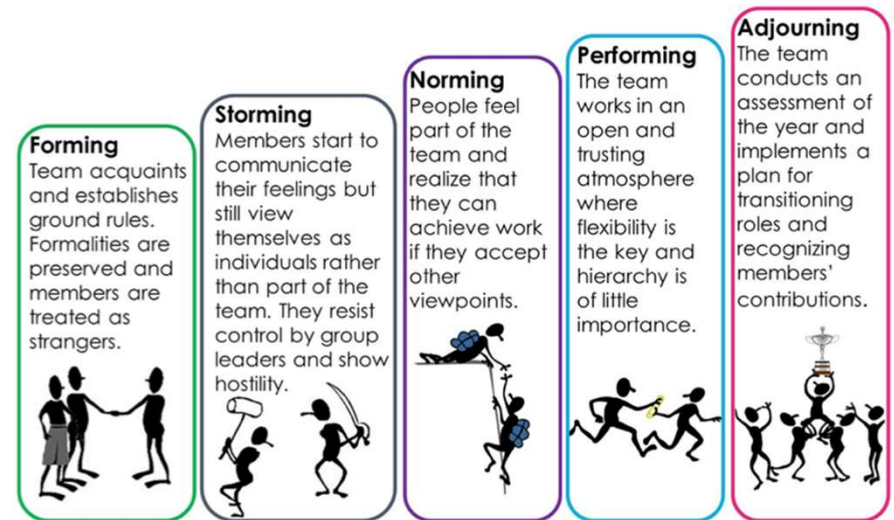 Forming
Team acquaints
and establishes
ground rules.
Formalities are
preserved and
members are
treated as
strangers.
Storming
Members start to
communicate
their feelings but
still view
themselves as
individuals rather
than part of the
team. They resist
control by group
leaders and show
hostility.
Norming
People feel
part of the
team and
realize that
they can
achieve work
if they accept
other
viewpoints.
Performing
The team
works in an
open and
trusting
atmosphere
where
flexibility is
the key and
hierarchy is
of little
importance.
Adjourning
The team
conducts an
assessment of
the year and
implements a
plan for
transitioning
roles and
recognizing
members'
contributions.